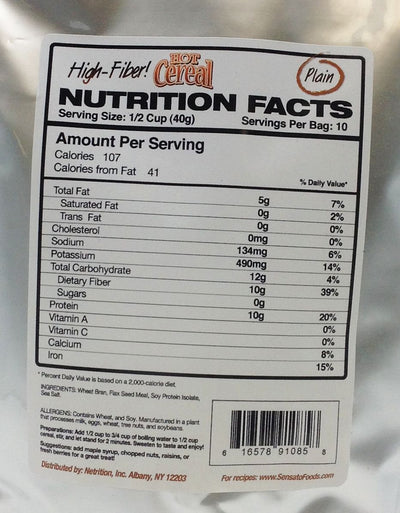 High-Fiber! HOT Cereal
Plain
NUTRITION FACTS
Serving Size: 1/2 Cup (40g) Servings Per Bag: 10
Amount Per Serving
Calories 107
Calories from Fat 41
% Daily Value*
Total Fat 5g 7%
Saturated Fat 0g 2%
Trans Fat 0g 0%
Cholesterol 0mg 0%
Sodium 134mg 6%
Potassium 490mg 14%
Total Carbohydrate 12g 4%
Dietary Fiber 10g 39%
Sugars 0g
Protein 10g 20%
Vitamin A 0%
Vitamin C 0%
Calcium 8%
Iron 15%
* Percent Daily Value is based on a 2,000-calorie diet.
INGREDIENTS: Wheat Bran, Flax Seed Meal, Soy Protein Isolate,
Sea Salt.
ALLERGENS: Contains Wheat, and Soy. Manufactured in a plant
that processes milk, eggs, wheat, tree nuts, and soybeans.
Preparations: Add 1/2 cup to 3/4 cup of boiling water to 1/2 cup
cereal, stir, and let stand for 2 minutes. Sweeten to taste and enjoy!
Suggestions: add maple syrup, chopped nuts, raisins, or
fresh berries for a great treat!
Distributed by: Netrition, Inc. Albany, NY 12203
6 16578 91085 8
For recipes: www.SensatoFoods.com